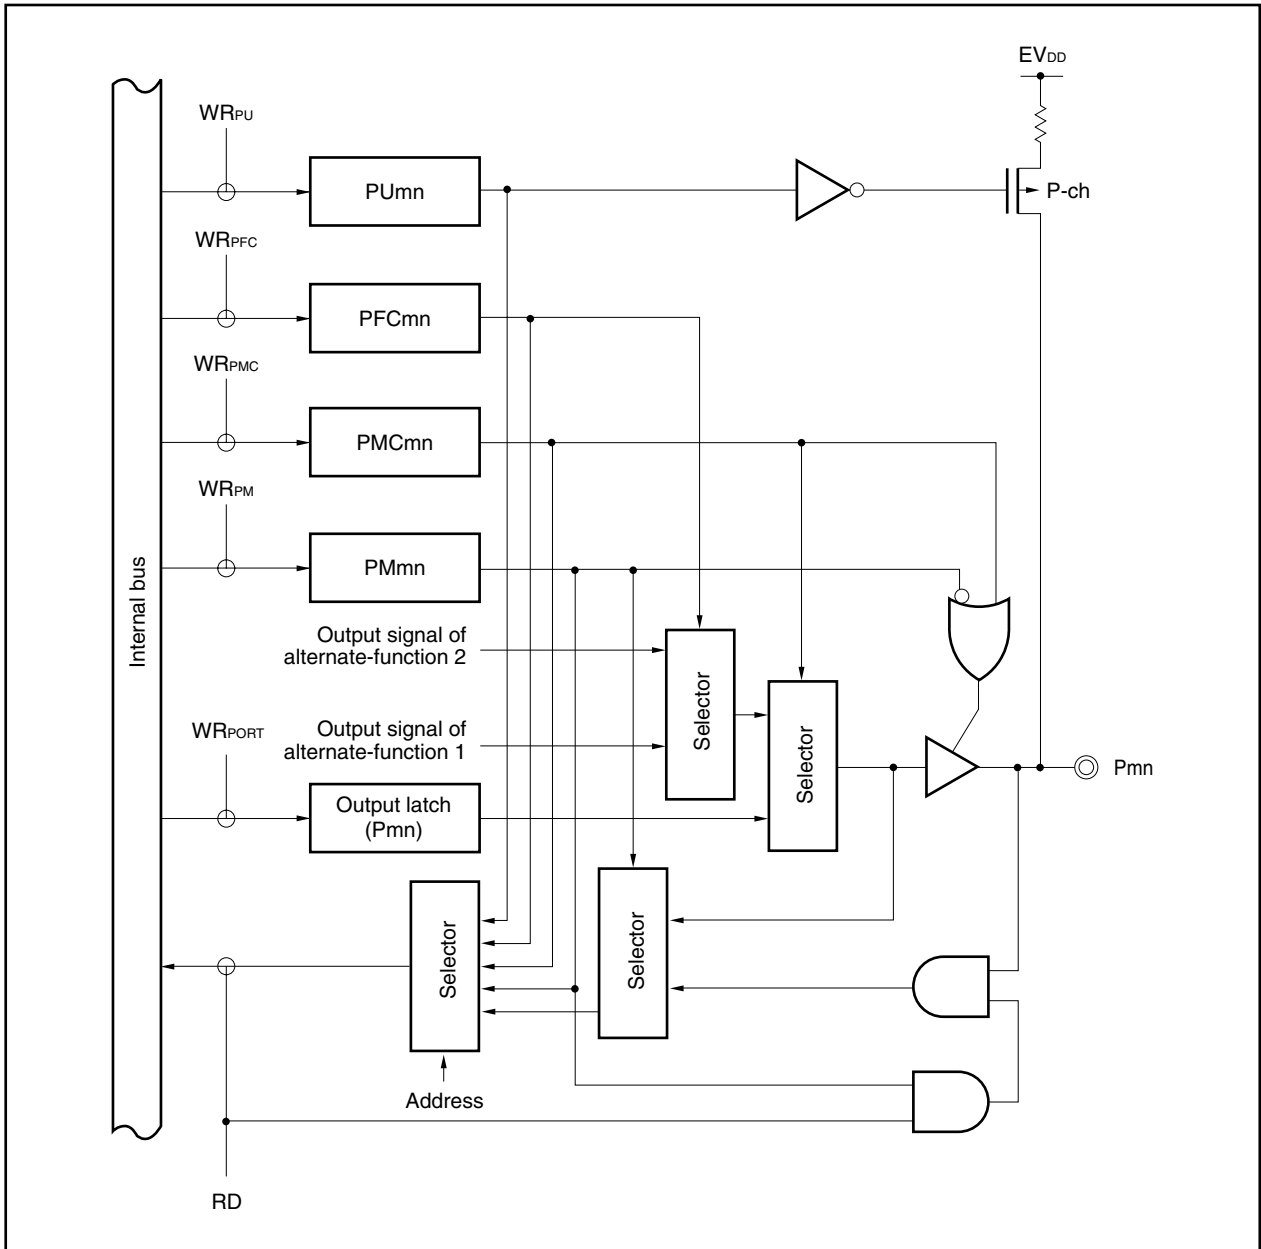 EVDD
WRPU
PUmn
P-ch
WRPFC
PFCmn
WRPMC
PMCmn
WRPM
PMmn
Internal bus
Output signal of
alternate-function 2
Selector
WRPORT
Output signal of
alternate-function 1
Selector
Pmn
Output latch
(Pmn)
Selector
Selector
Address
RD